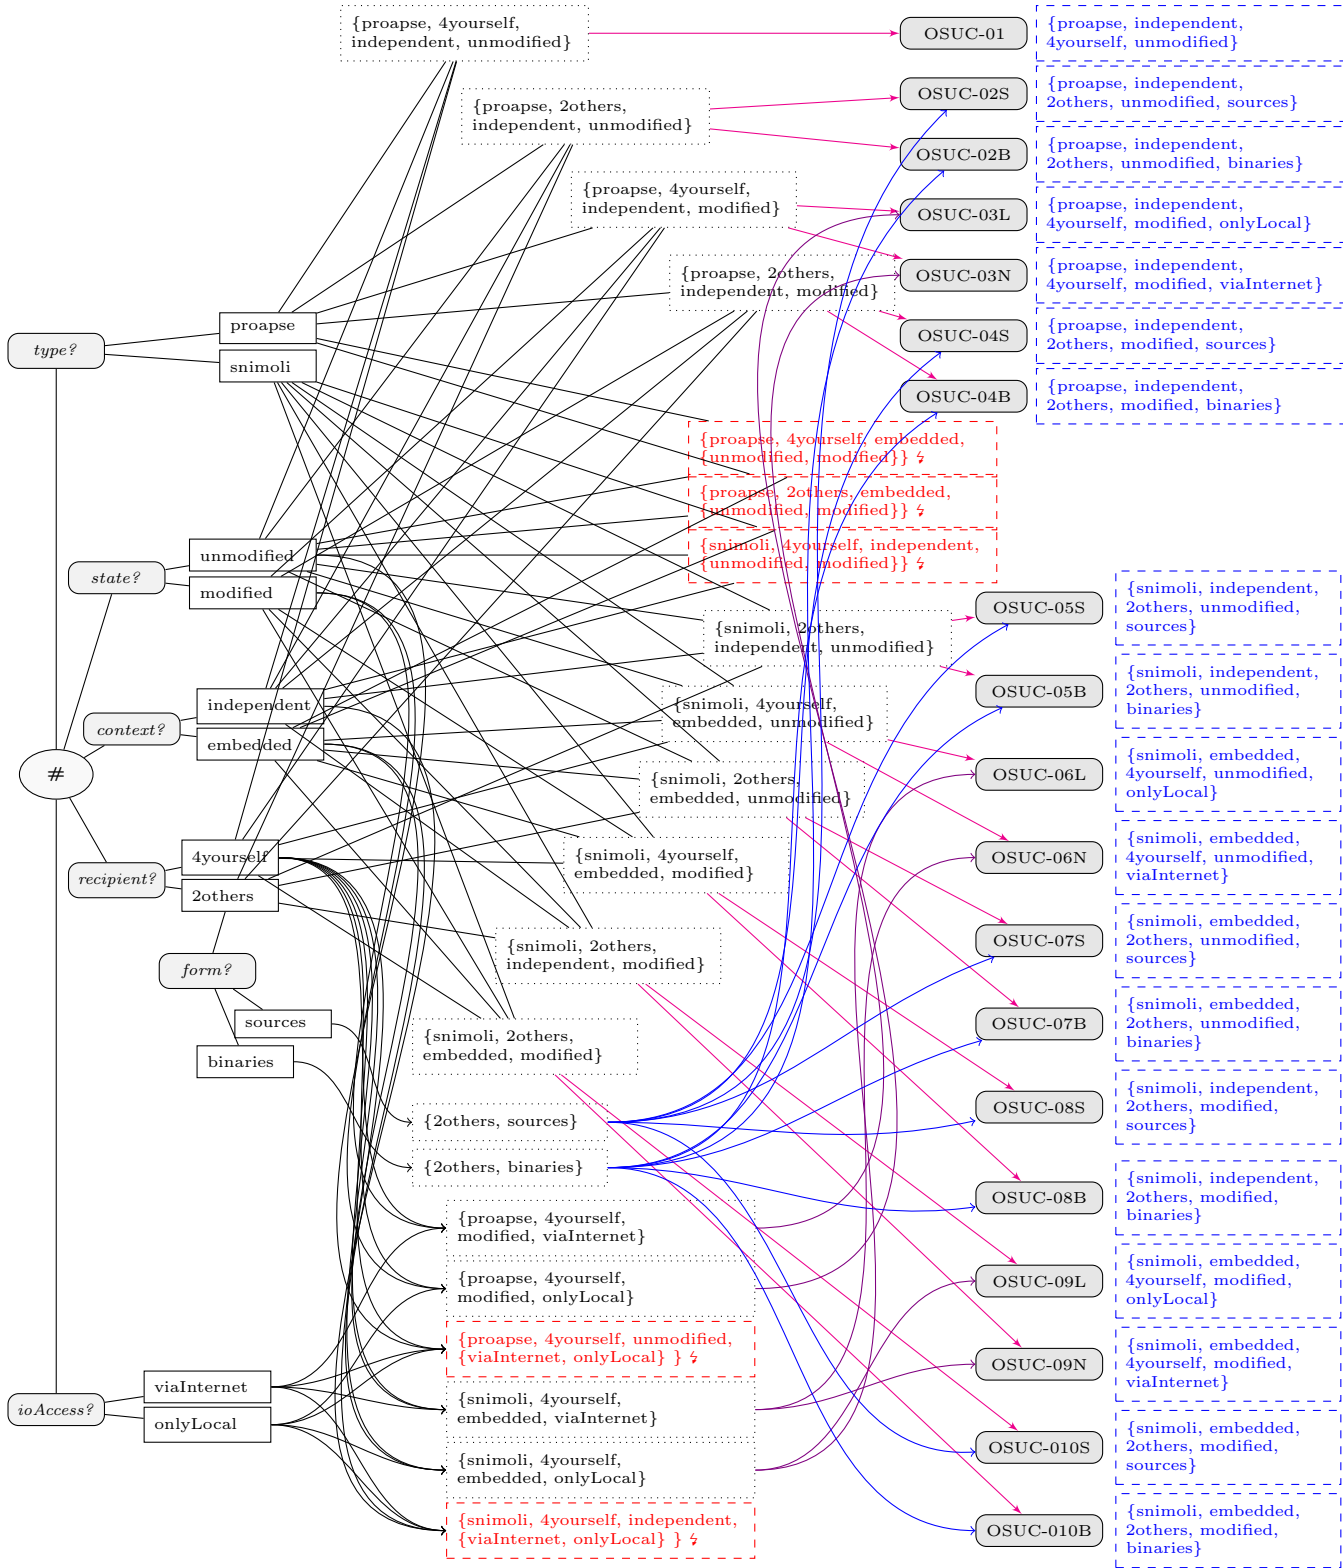 {proapse, 4yourself,
independent, unmodified}
OSUC-01
{proapse, independent,
4yourself, unmodified}
{proapse, 2others,
independent, unmodified}
OSUC-02S
{proapse, independent,
2others, unmodified, sources}
OSUC-02B
{proapse, independent,
2others, unmodified, binaries}
{proapse, 4yourself,
independent, modified}
OSUC-03L
{proapse, independent,
4yourself, modified, onlyLocal}
{proapse, 2others,
independent, modified}
OSUC-03N
{proapse, independent,
4yourself, modified, viaInternet}
OSUC-04S
{proapse, independent,
2others, modified, sources}
OSUC-04B
{proapse, independent,
2others, modified, binaries}
type?
proapse
snimoli
{proapse, 4yourself, embedded,
{unmodified, modified}} ↯
{proapse, 2others, embedded,
{unmodified, modified}} ↯
{snimoli, 4yourself, independent,
{unmodified, modified}} ↯
state?
unmodified
modified
{snimoli, 2others,
independent, unmodified}
OSUC-05S
{snimoli, independent,
2others, unmodified,
sources}
OSUC-05B
{snimoli, independent,
2others, unmodified,
binaries}
context?
independent
embedded
{snimoli, 4yourself,
embedded, unmodified}
#
{snimoli, 2others,
embedded, unmodified}
OSUC-06L
{snimoli, embedded,
4yourself, unmodified,
onlyLocal}
recipient?
4yourself
2others
{snimoli, 4yourself,
embedded, modified}
OSUC-06N
{snimoli, embedded,
4yourself, unmodified,
viaInternet}
{snimoli, 2others,
independent, modified}
OSUC-07S
{snimoli, embedded,
2others, unmodified,
sources}
form?
sources
binaries
{snimoli, 2others,
embedded, modified}
OSUC-07B
{snimoli, embedded,
2others, unmodified,
binaries}
{2others, sources}
OSUC-08S
{snimoli, independent,
2others, modified,
sources}
{2others, binaries}
OSUC-08B
{snimoli, independent,
2others, modified,
binaries}
{proapse, 4yourself,
modified, viaInternet}
{proapse, 4yourself,
modified, onlyLocal}
OSUC-09L
{snimoli, embedded,
4yourself, modified,
onlyLocal}
{proapse, 4yourself, unmodified,
{viaInternet, onlyLocal} } ↯
OSUC-09N
{snimoli, embedded,
4yourself, modified,
viaInternet}
ioAccess?
viaInternet
onlyLocal
{snimoli, 4yourself,
embedded, viaInternet}
{snimoli, 4yourself,
embedded, onlyLocal}
OSUC-010S
{snimoli, embedded,
2others, modified,
sources}
{snimoli, 4yourself, independent,
{viaInternet, onlyLocal} } ↯
OSUC-010B
{snimoli, embedded,
2others, modified,
binaries}